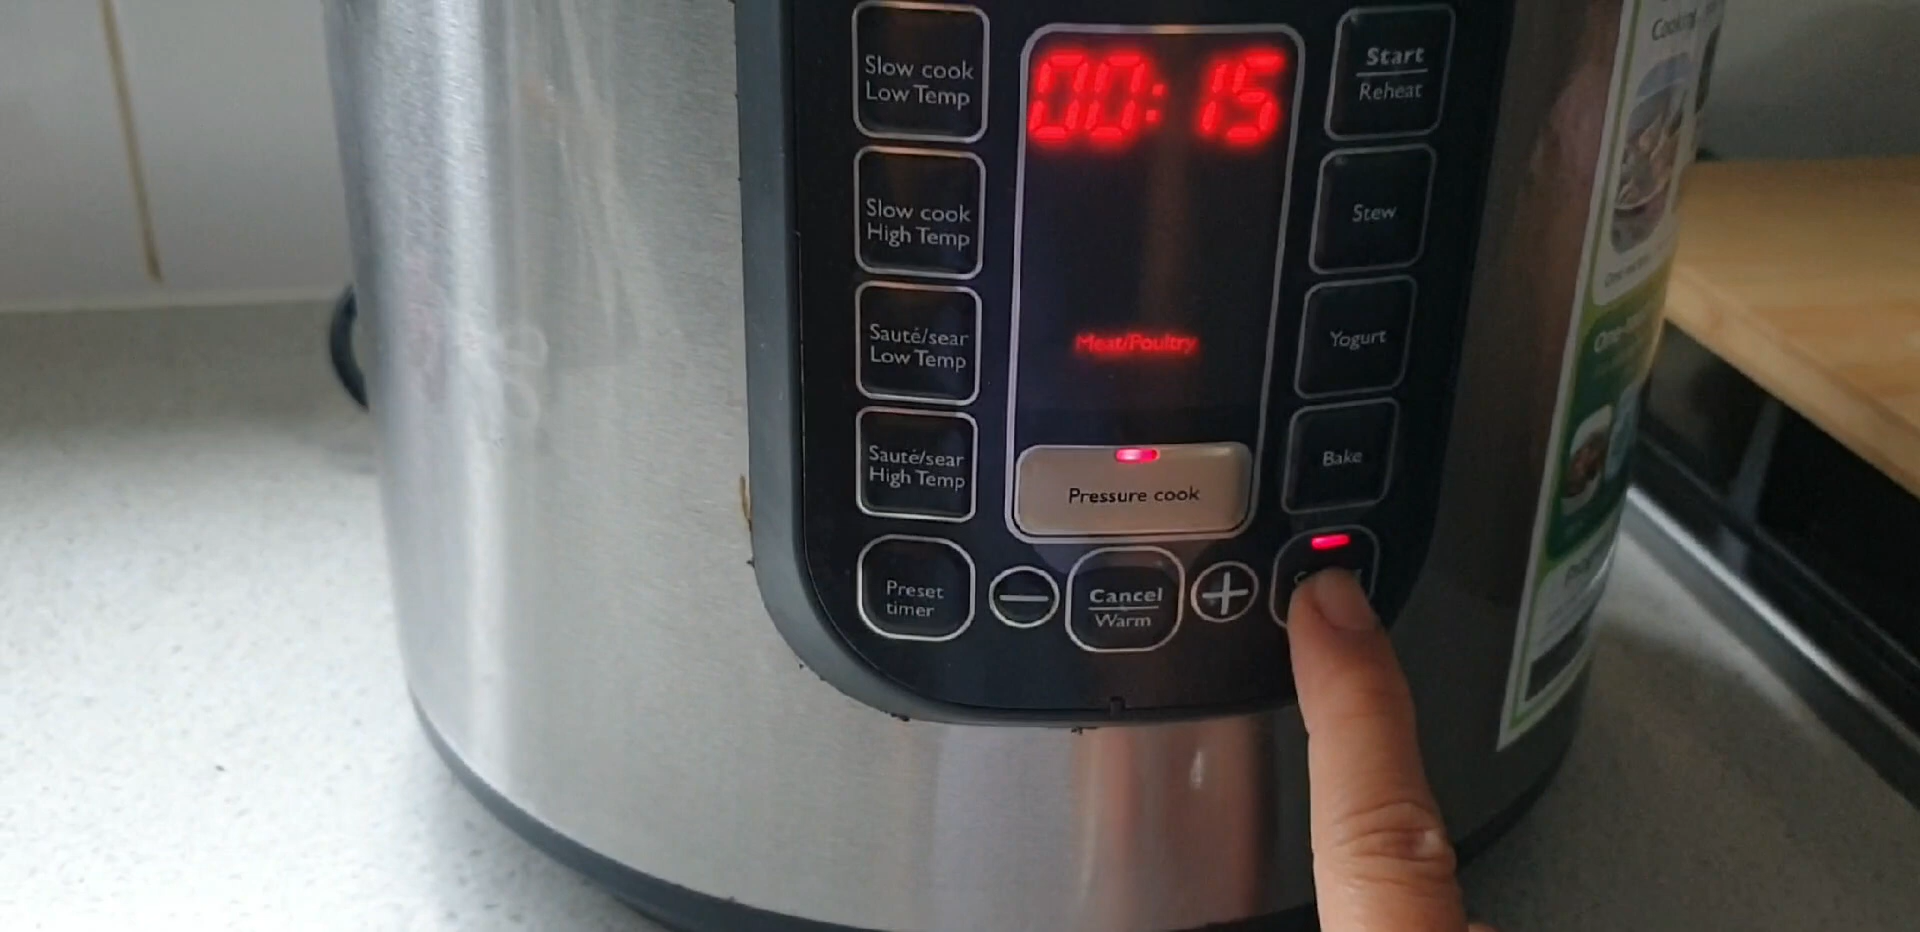 Slow cook
Low Temp
Slow cook
High Temp
Sauté/sear
Low Temp
Sauté/sear
High Temp
Preset
timer
00:15
Meat/Poultry
Pressure cook
Cancel
Warm
Start
Reheat
Stew
Yogurt
Bake
Cooking